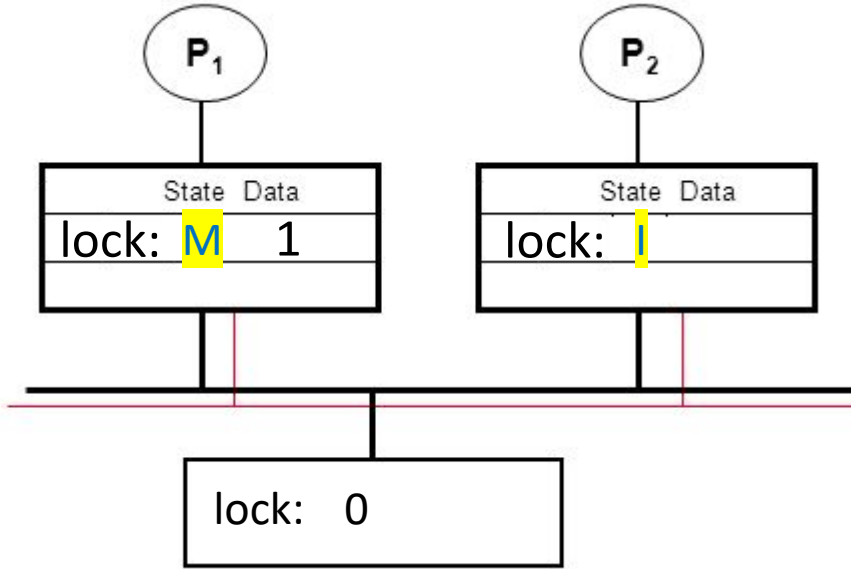 P₁ P₂
State Data State Data
lock: M 1 lock: I
lock: 0